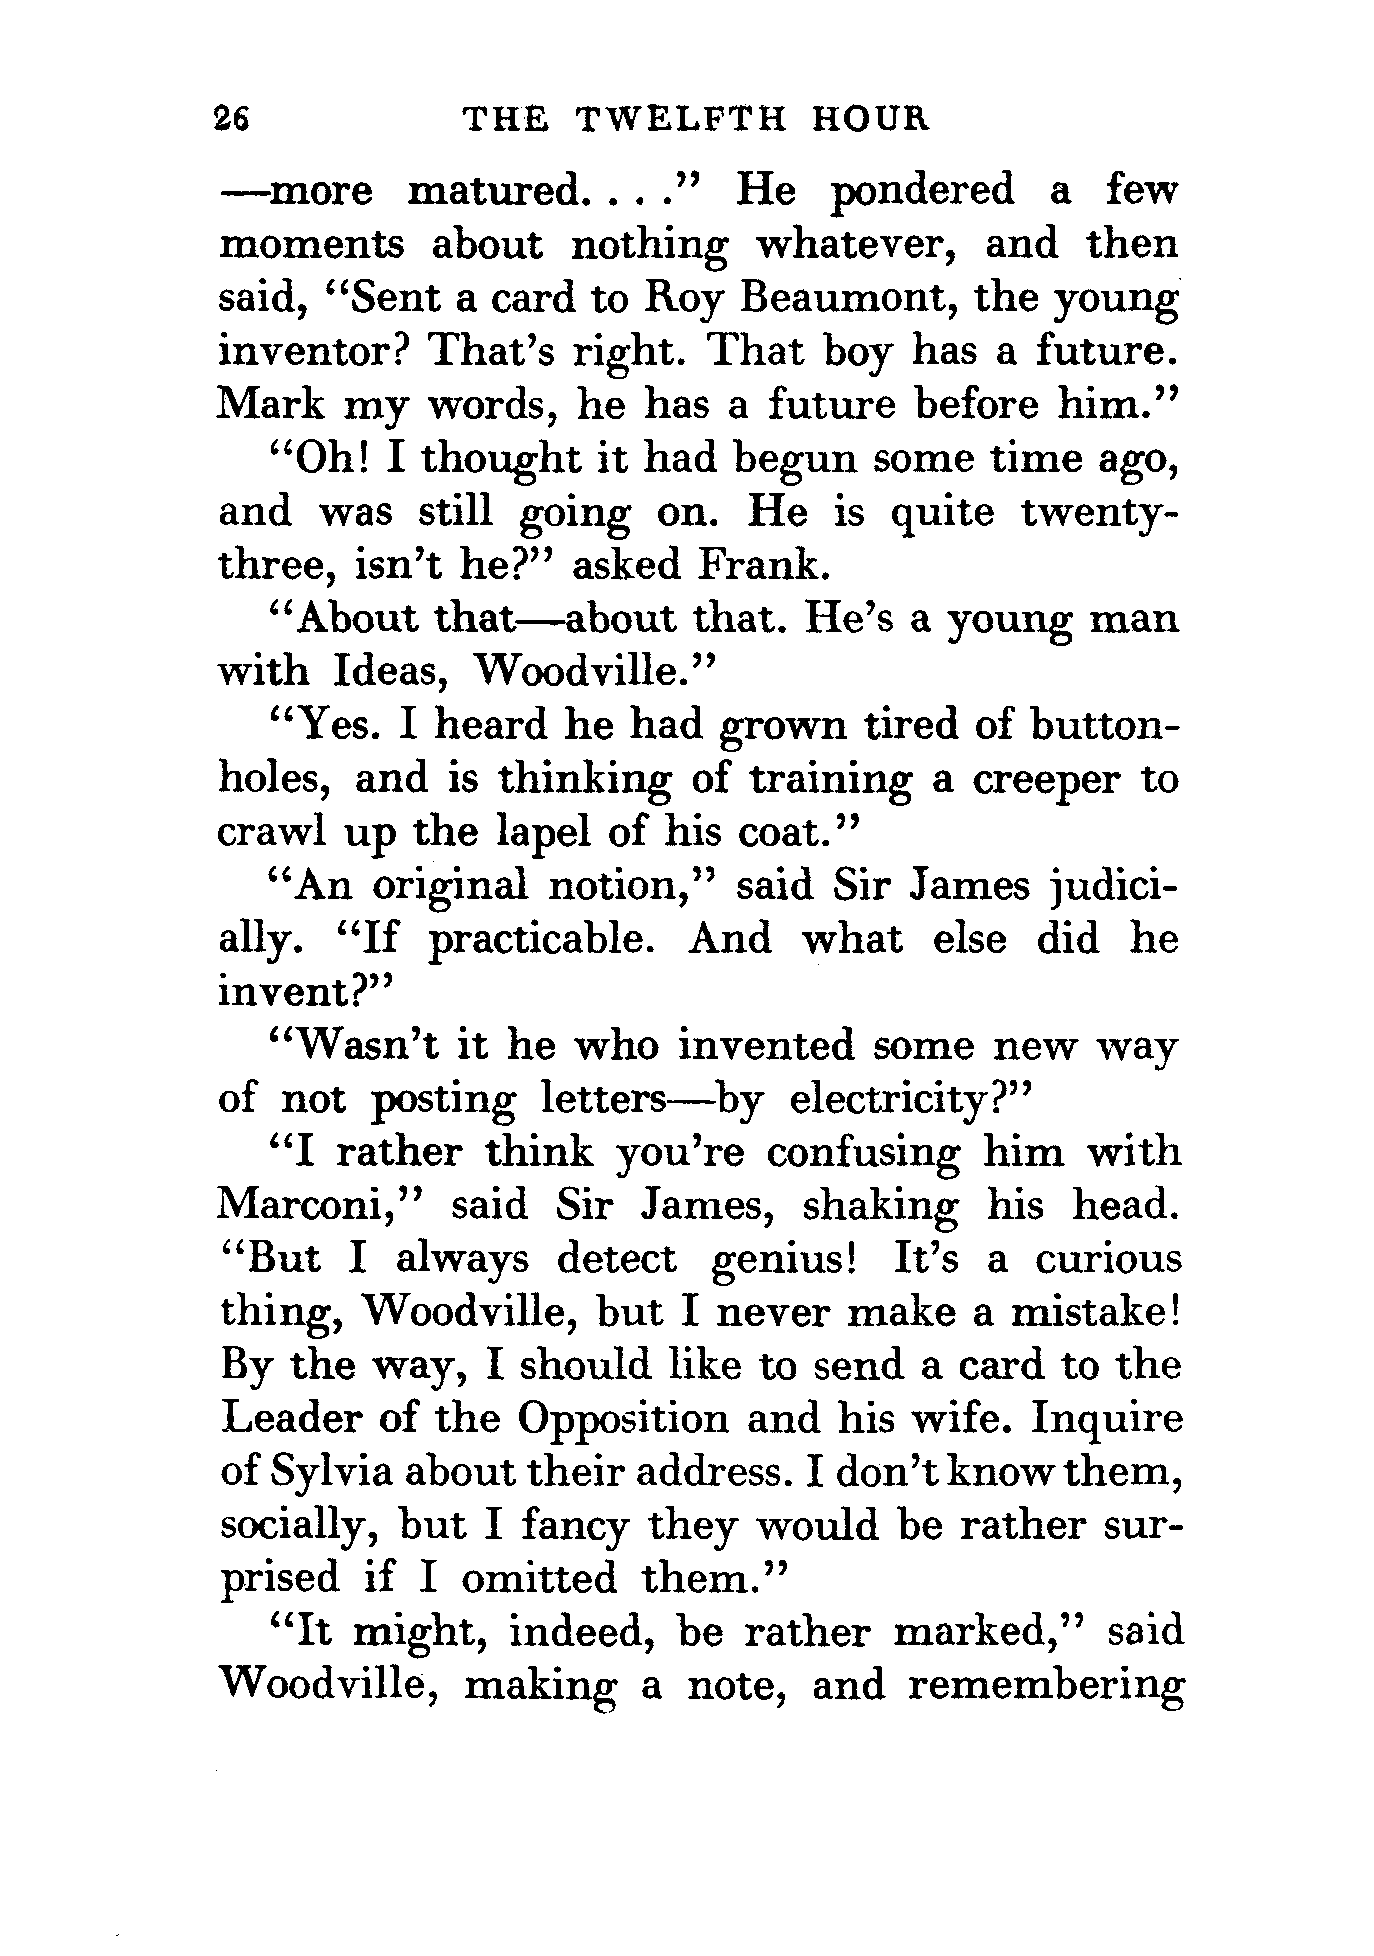 26 THE TWELFTH HOUR
—more matured. . . ." He pondered a few
moments about nothing whatever, and then
said, "Sent a card to Roy Beaumont, the young
inventor? That's right. That boy has a future.
Mark my words, he has a future before him."
"Oh! I thought it had begun some time ago,
and was still going on. He is quite twenty-
three, isn't he?" asked Frank.
"About that—about that. He's a young man
with Ideas, Woodville."
"Yes. I heard he had grown tired of button-
holes, and is thinking of training a creeper to
crawl up the lapel of his coat."
"An original notion," said Sir James judici-
ally. "If practicable. And what else did he
invent?"
"Wasn't it he who invented some new way
of not posting letters—by electricity?"
"I rather think you're confusing him with
Marconi," said Sir James, shaking his head.
"But I always detect genius! It's a curious
thing, Woodville, but I never make a mistake!
By the way, I should like to send a card to the
Leader of the Opposition and his wife. Inquire
of Sylvia about their address. I don't know them,
socially, but I fancy they would be rather sur-
prised if I omitted them."
"It might, indeed, be rather marked," said
Woodville, making a note, and remembering